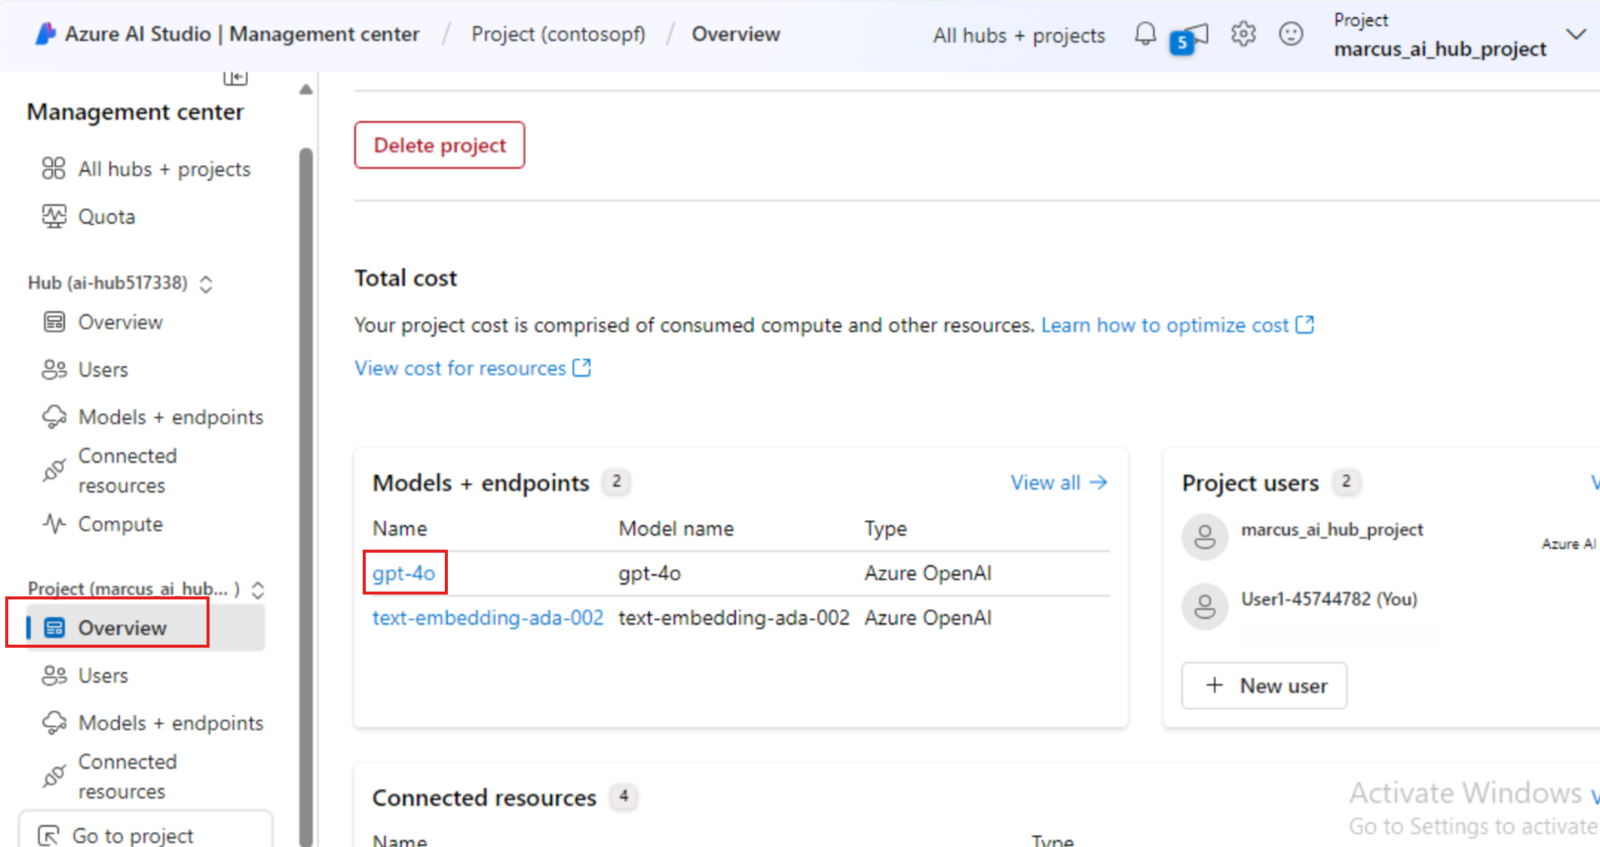 Azure AI Studio | Management center / Project (contosopf) / Overview
All hubs + projects
5
Project
marcus_ai_hub_project
Management center
All hubs + projects
Quota
Hub (ai-hub517338)
Overview
Users
Models + endpoints
Connected
resources
Compute
Project (marcus_ai_hub... )
Overview
Users
Models + endpoints
Connected
resources
Go to project
Delete project
Total cost
Your project cost is comprised of consumed compute and other resources. Learn how to optimize cost
View cost for resources
Models + endpoints 2
View all →
Name Model name Type
gpt-4o gpt-4o Azure OpenAI
text-embedding-ada-002 text-embedding-ada-002 Azure OpenAI
Project users 2
marcus_ai_hub_project
Azure AI
User1-45744782 (You)
+ New user
Connected resources 4
Name Type
Activate Windows
Go to Settings to activate